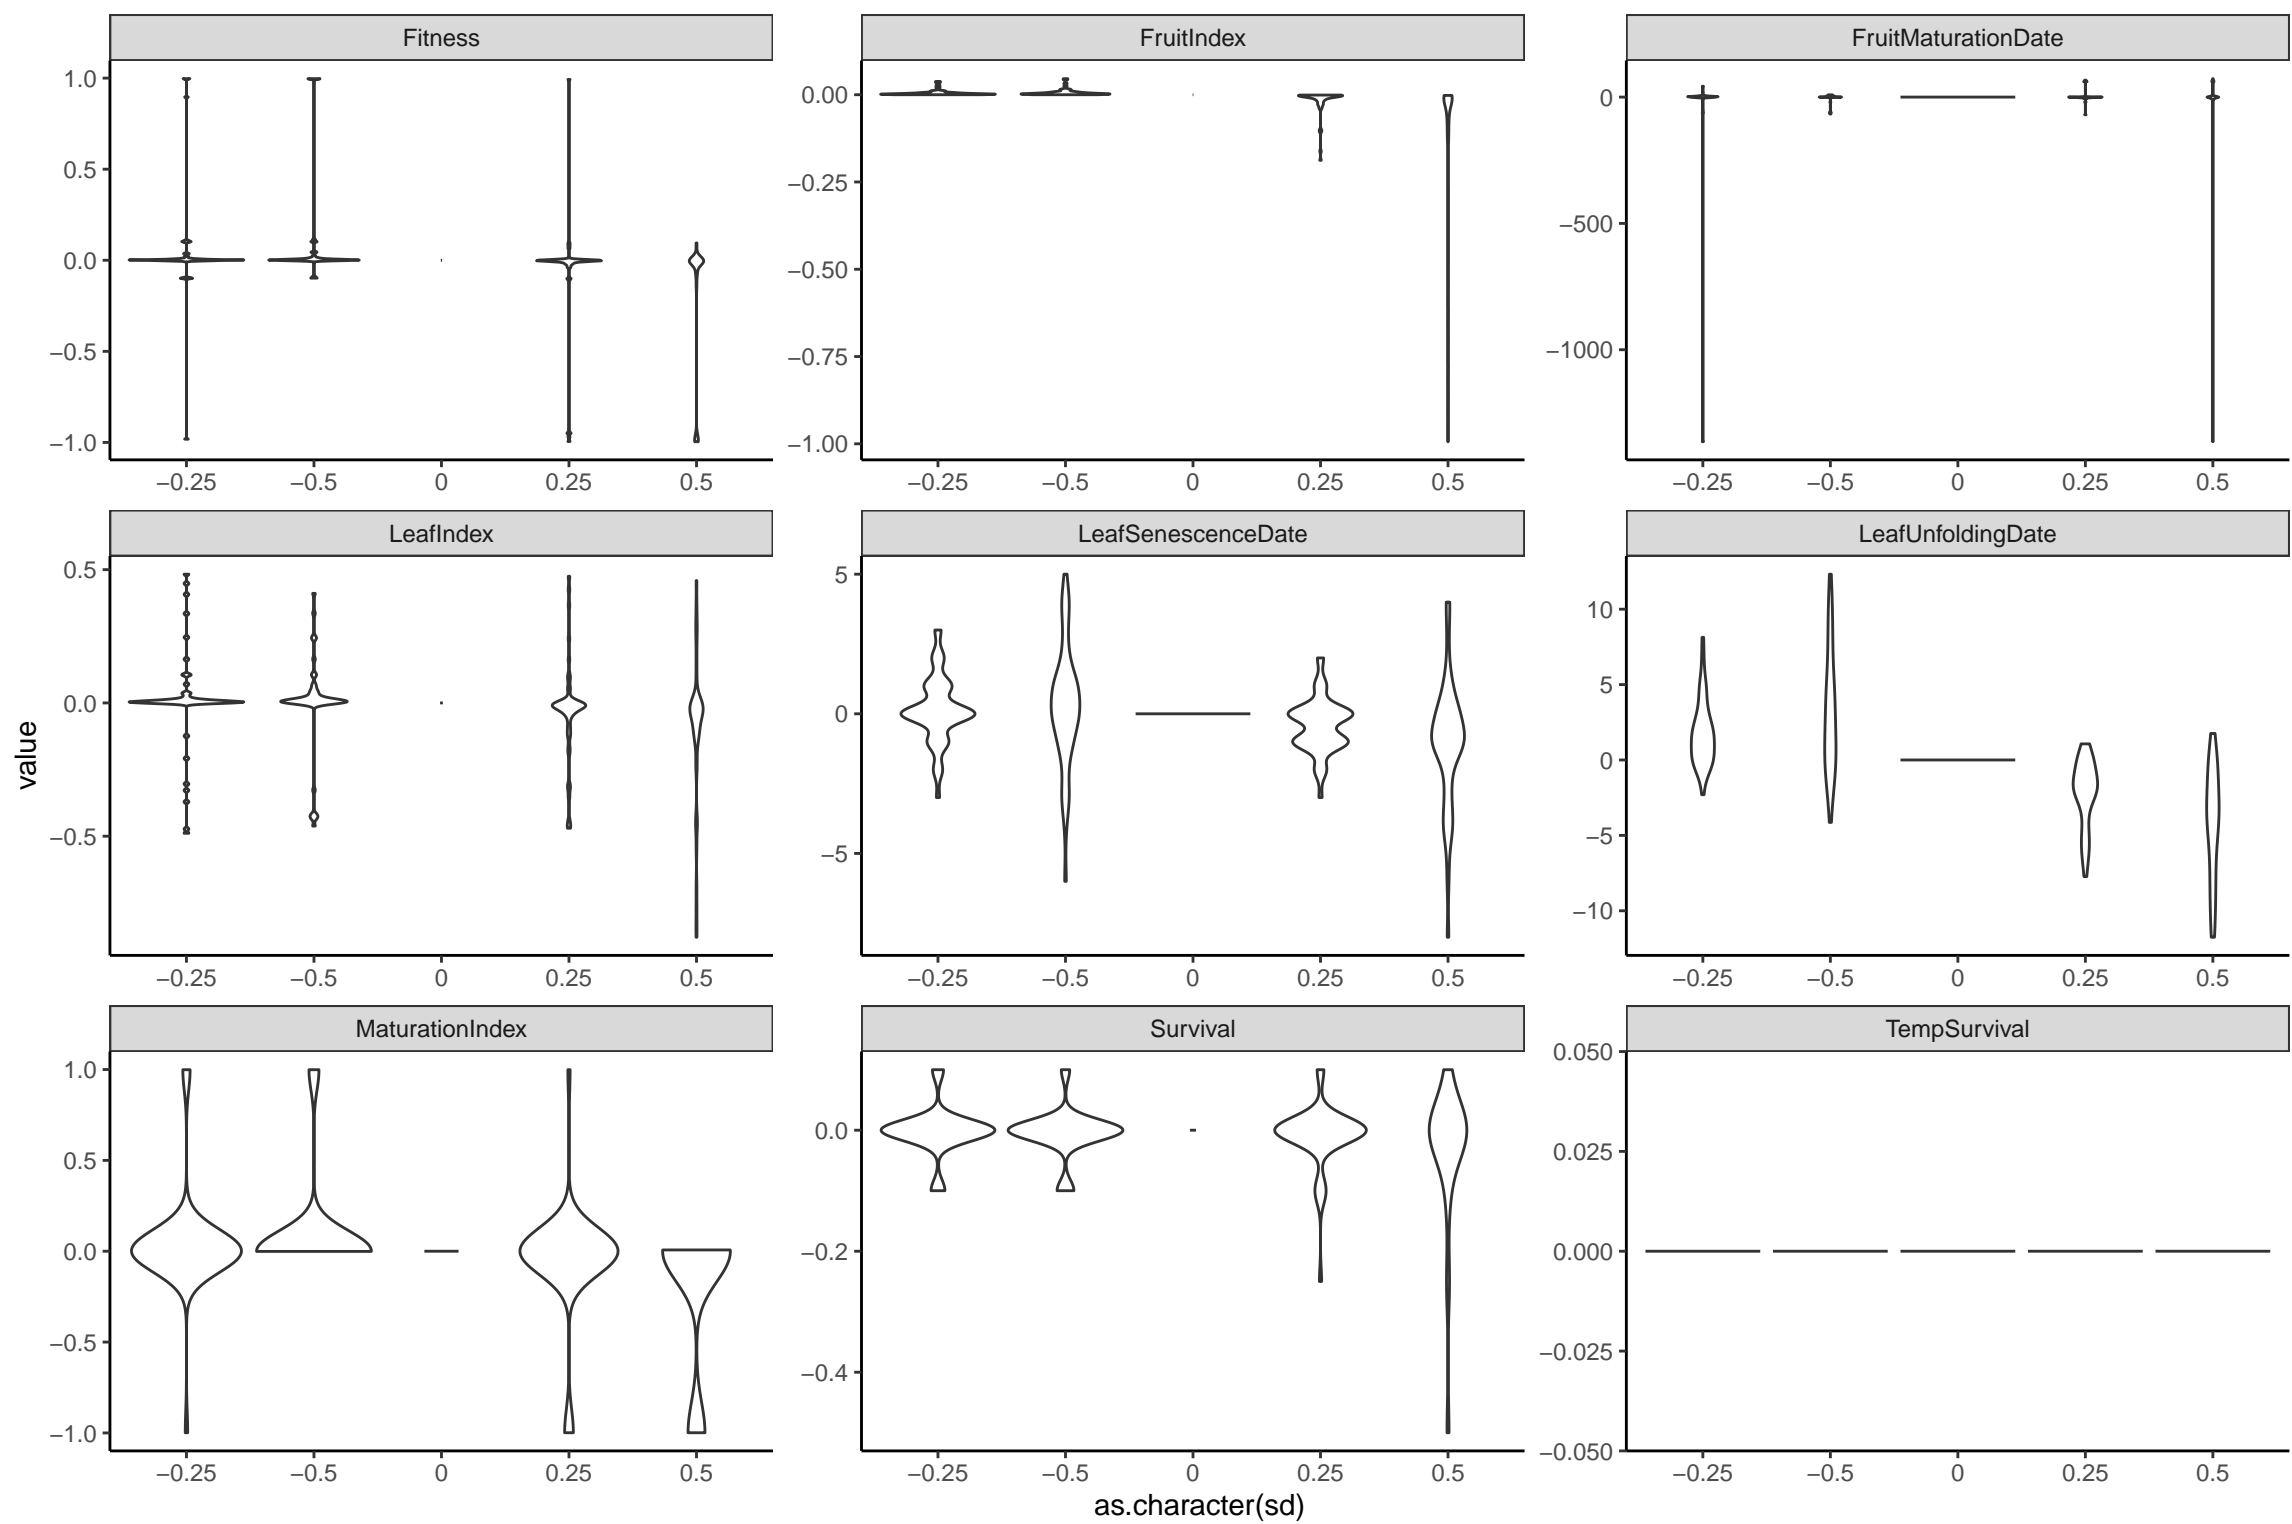 Fitness
FruitIndex
FruitMaturationDate
1.0
0.5
0.0
−0.5
−1.0
0.00
−0.25
−0.50
−0.75
−1.00
0
−500
−1000
−0.25 −0.5 0 0.25 0.5
−0.25 −0.5 0 0.25 0.5
−0.25 −0.5 0 0.25 0.5
LeafIndex
LeafSenescenceDate
LeafUnfoldingDate
0.5
0.0
−0.5
5
0
−5
10
5
0
−5
−10
−0.25 −0.5 0 0.25 0.5
−0.25 −0.5 0 0.25 0.5
−0.25 −0.5 0 0.25 0.5
value
MaturationIndex
Survival
TempSurvival
1.0
0.5
0.0
−0.5
−1.0
0.0
−0.2
−0.4
0.050
0.025
0.000
−0.025
−0.050
−0.25 −0.5 0 0.25 0.5
−0.25 −0.5 0 0.25 0.5
−0.25 −0.5 0 0.25 0.5
as.character(sd)